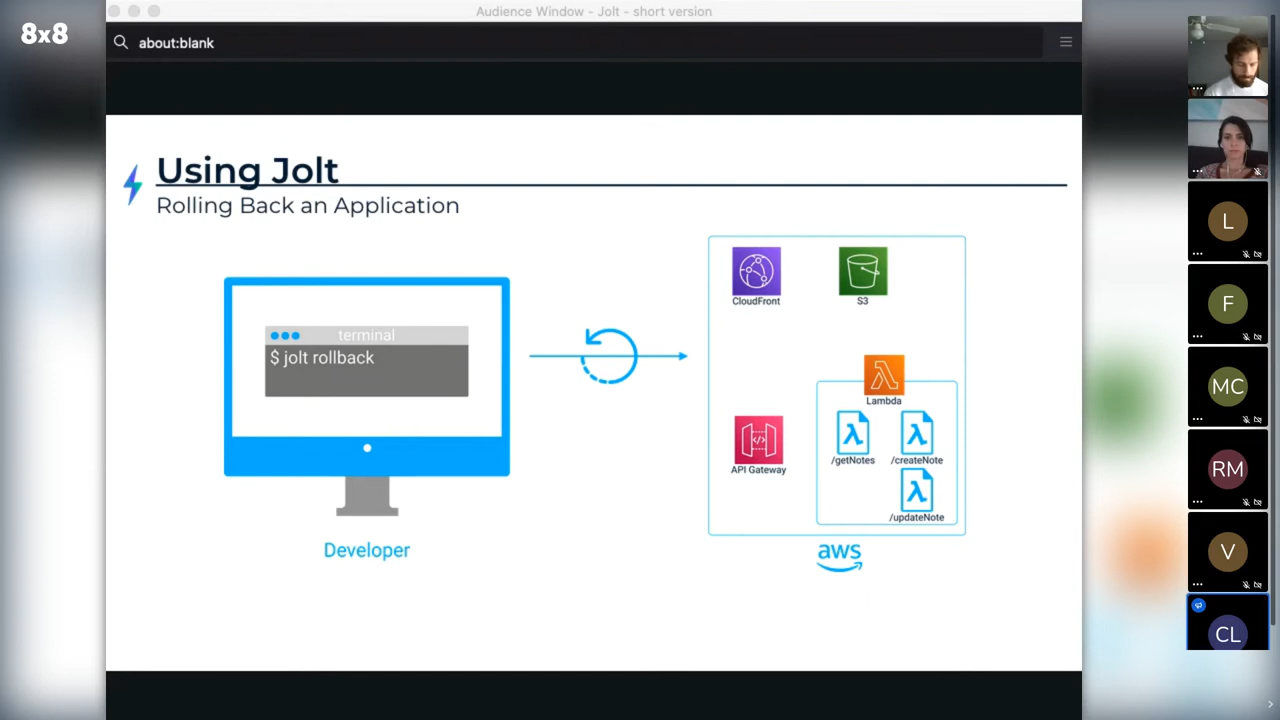 8x8
Audience Window - Jolt - short version
about:blank
Using Jolt
Rolling Back an Application
terminal
$ jolt rollback
Developer
CloudFront
S3
Lambda
API Gateway
/getNotes
/createNote
/updateNote
aws
L
F
MC
RM
V
CL